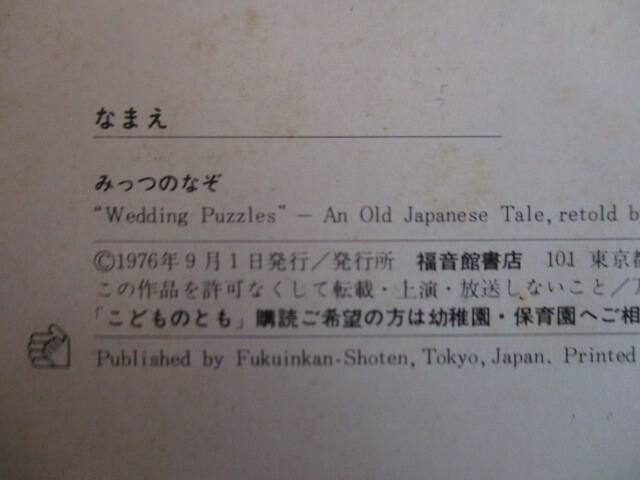 なまえ
みっつのなぞ
"Wedding Puzzles" – An Old Japanese Tale, retold b
©1976年9月1日発行／発行所 福音館書店 101 東京都
この作品を許可なくして転載・上演・放送しないこと／
「こどものとも」購読ご希望の方は幼稚園・保育園へご相
Published by Fukuinkan-Shoten, Tokyo, Japan. Printed